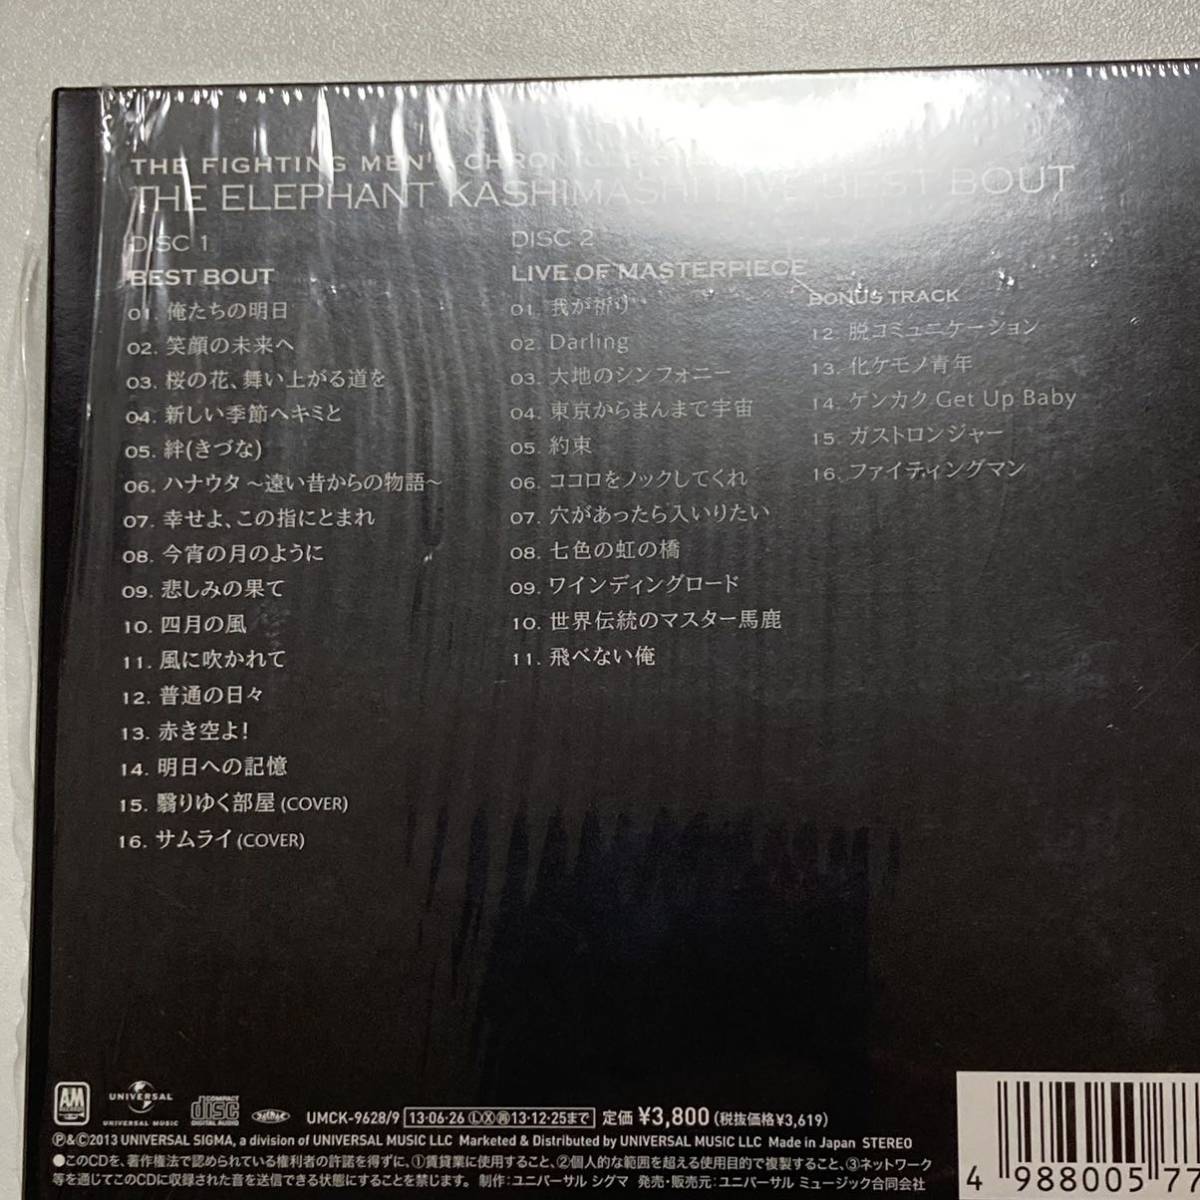 THE FIGHTING MEN'S CHRONICLE
THE ELEPHANT KASHIMASHI LIVE BEST BOUT
DISC 1
BEST BOUT
01. 俺たちの明日
02. 笑顔の未来へ
03. 桜の花、舞い上がる道を
04. 新しい季節へキミと
05. 絆(きづな)
06. ハナウタ ～遠い昔からの物語～
07. 幸せよ、この指にとまれ
08. 今宵の月のように
09. 悲しみの果て
10. 四月の風
11. 風に吹かれて
12. 普通の日々
13. 赤き空よ!
14. 明日への記憶
15. 翳りゆく部屋 (COVER)
16. サムライ (COVER)
DISC 2
LIVE OF MASTERPIECE
01. 我が祈り
02. Darling
03. 大地のシンフォニー
04. 東京からまんまで宇宙
05. 約束
06. ココロをノックしてくれ
07. 穴があったら入いりたい
08. 七色の虹の橋
09. ワインディングロード
10. 世界伝統のマスター馬鹿
11. 飛べない俺
BONUS TRACK
12. 脱コミュニケーション
13. 化ケモノ青年
14. ゲンカク Get Up Baby
15. ガストロンジャー
16. ファイティングマン
AM
UNIVERSAL
UNIVERSAL MUSIC
COMPACT
disc
DIGITAL AUDIO
UMCK-9628/9 13·06·26 Ⓛ Ⓧ ㊐ 13·12·25まで 定価 ¥3,800 (税抜価格¥3,619)
Ⓟ&Ⓒ2013 UNIVERSAL SIGMA, a division of UNIVERSAL MUSIC LLC Marketed & Distributed by UNIVERSAL MUSIC LLC Made in Japan STEREO
●このCDを、著作権法で認められている権利者の許諾を得ずに、①賃貸業に使用すること、②個人的な範囲を超える使用目的で複製すること、③ネットワーク
等を通じてこのCDに収録された音を送信できる状態にすることを禁じます。 制作：ユニバーサル シグマ 発売・販売元：ユニバーサル ミュージック合同会社
4 988005 77